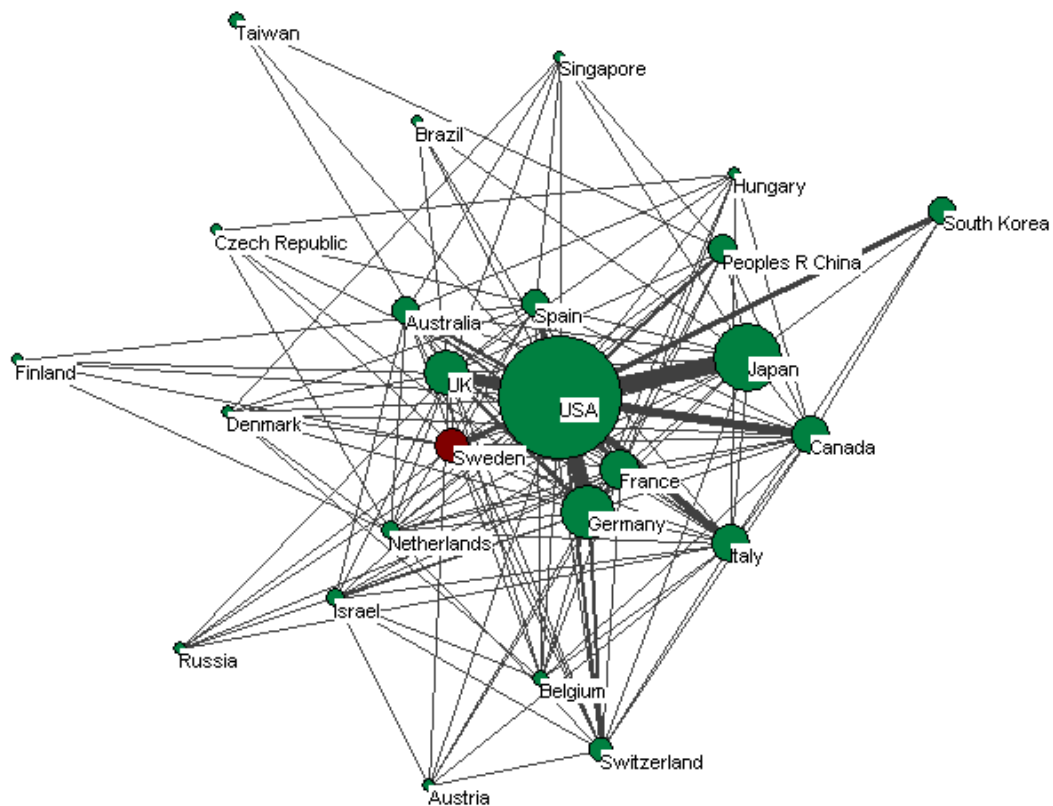 Taiwan
Singapore
Brazil
Hungary
South Korea
Czech Republic
Peoples R China
Australia
Spain
Finland
UK
Japan
USA
Denmark
Sweden
Canada
France
Germany
Netherlands
Italy
Israel
Russia
Belgium
Switzerland
Austria